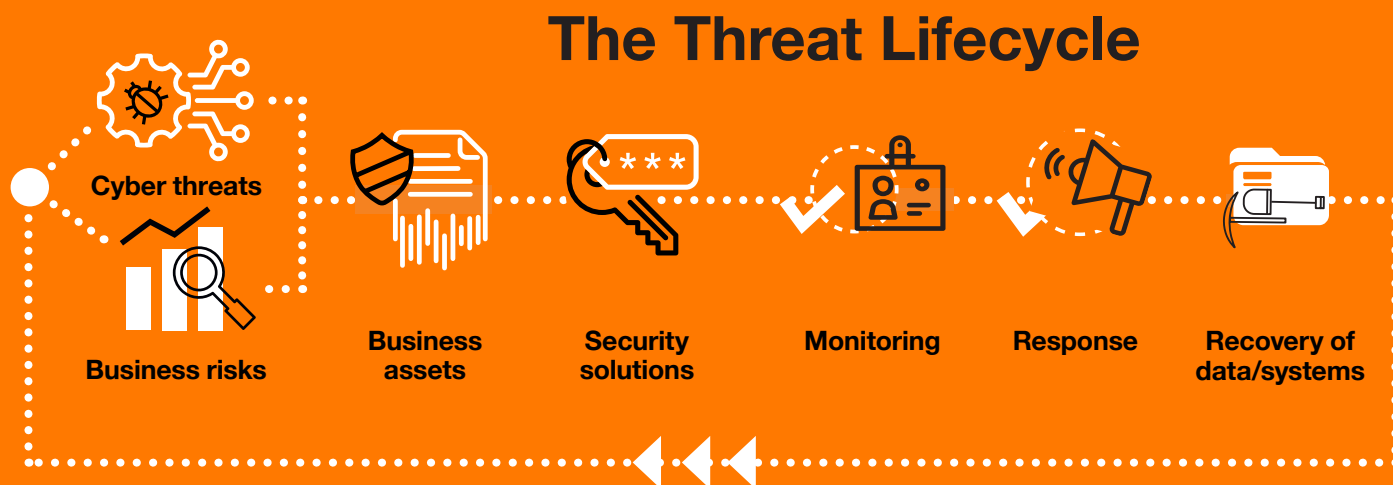 The Threat Lifecycle
Cyber threats
Business risks
Business
assets
***
Security
solutions
Monitoring
Response
Recovery of
data/systems